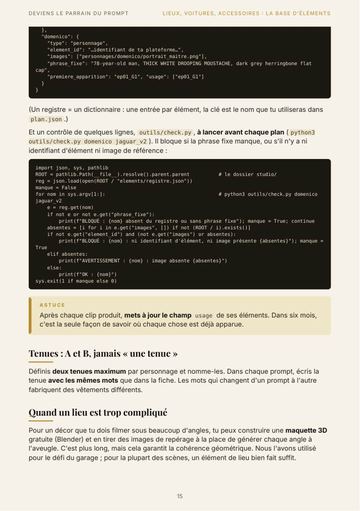 DEVIENS LE PARRAIN DU PROMPT
LIEUX, VOITURES, ACCESSOIRES : LA BASE D'ÉLÉMENTS
},
"domenico": {
"type": "personnage",
"element_id": "…identifiant de ta plateforme…",
"images": ["personnages/domenico/portrait_maitre.png"],
"phrase_fixe": "78-year-old man, THICK WHITE DROOPING MOUSTACHE, dark grey herringbone flat
cap",
"premiere_apparition": "ep01_G1", "usage": ["ep01_G1"]
}
}
(Un registre = un dictionnaire : une entrée par élément, la clé est le nom que tu utiliseras dans
plan.json .)
Et un contrôle de quelques lignes, outils/check.py , à lancer avant chaque plan ( python3
outils/check.py domenico jaguar_v2 ). Il bloque si la phrase fixe manque, ou s'il n'y a ni
identifiant d'élément ni image de référence :
import json, sys, pathlib
ROOT = pathlib.Path(__file__).resolve().parent.parent # le dossier studio/
reg = json.load(open(ROOT / "elements/registre.json"))
manque = False
for nom in sys.argv[1:]: # python3 outils/check.py domenico
jaguar_v2
e = reg.get(nom)
if not e or not e.get("phrase_fixe"):
print(f"BLOQUE : {nom} absent du registre ou sans phrase fixe"); manque = True; continue
absentes = [i for i in e.get("images", []) if not (ROOT / i).exists()]
if not e.get("element_id") and (not e.get("images") or absentes):
print(f"BLOQUE : {nom} : ni identifiant d'élément, ni image présente {absentes}"); manque =
True
elif absentes:
print(f"AVERTISSEMENT : {nom} : image absente {absentes}")
else:
print(f"OK : {nom}")
sys.exit(1 if manque else 0)
ASTUCE
Après chaque clip produit, mets à jour le champ usage de ses éléments. Dans six mois,
c'est la seule façon de savoir où chaque chose est déjà apparue.
Tenues : A et B, jamais « une tenue »
Définis deux tenues maximum par personnage et nomme-les. Dans chaque prompt, écris la
tenue avec les mêmes mots que dans la fiche. Les mots qui changent d'un prompt à l'autre
fabriquent des vêtements différents.
Quand un lieu est trop compliqué
Pour un décor que tu dois filmer sous beaucoup d'angles, tu peux construire une maquette 3D
gratuite (Blender) et en tirer des images de repérage à la place de générer chaque angle à
l'aveugle. C'est plus long, mais cela garantit la cohérence géométrique. Nous l'avons utilisé
pour le défi du garage ; pour la plupart des scènes, un élément de lieu bien fait suffit.
15